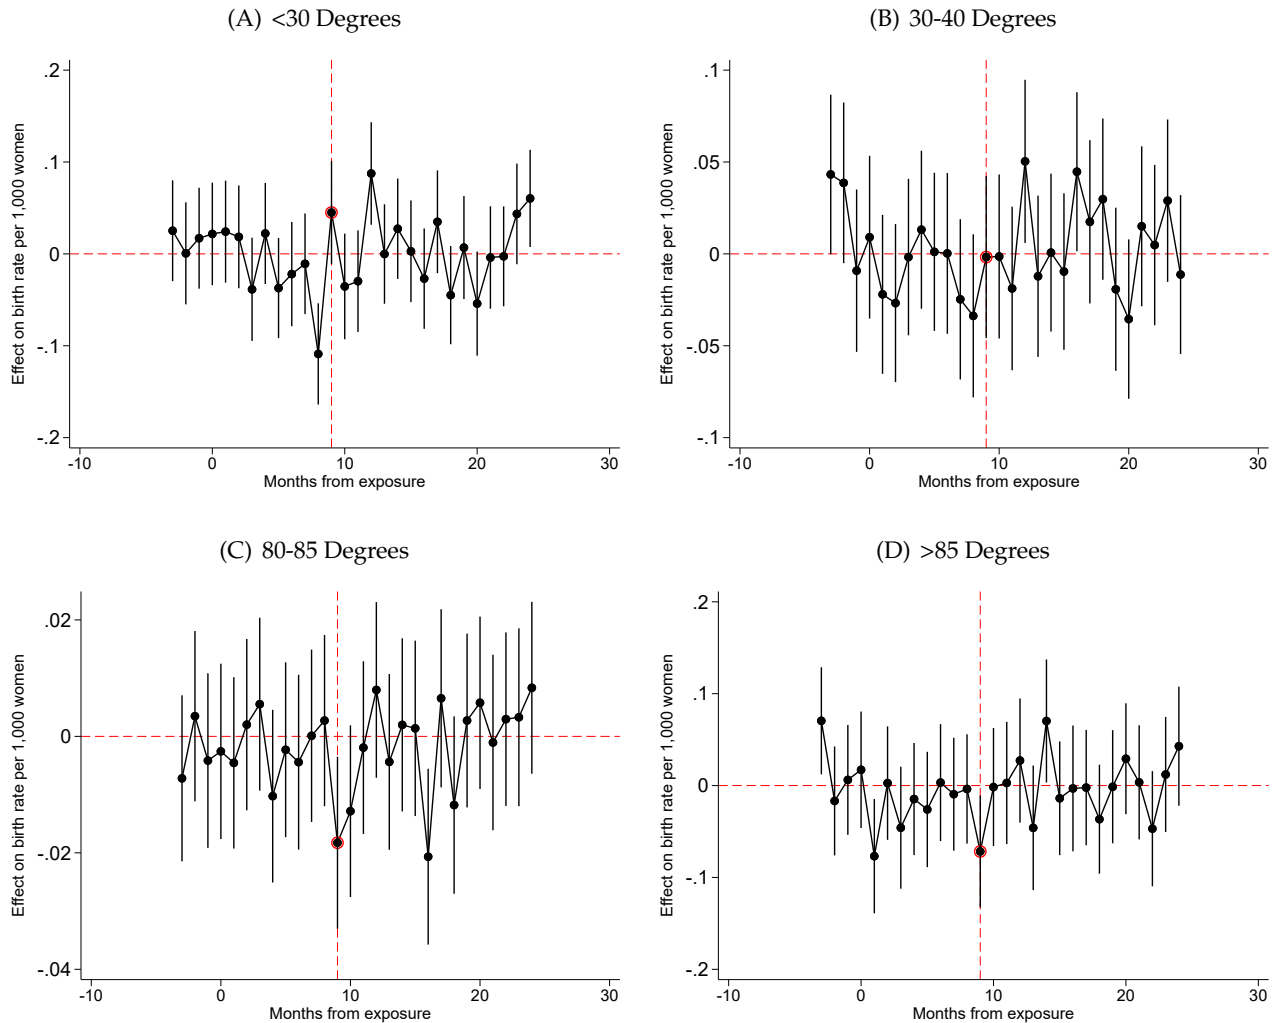 (A) <30 Degrees
.2
.1
0
-.1
-.2
Effect on birth rate per 1,000 women
-10 0 10 20 30
Months from exposure
(B) 30-40 Degrees
.1
.05
0
-.05
-.1
Effect on birth rate per 1,000 women
-10 0 10 20 30
Months from exposure
(C) 80-85 Degrees
.02
0
-.02
-.04
Effect on birth rate per 1,000 women
-10 0 10 20 30
Months from exposure
(D) >85 Degrees
.2
.1
0
-.1
-.2
Effect on birth rate per 1,000 women
-10 0 10 20 30
Months from exposure